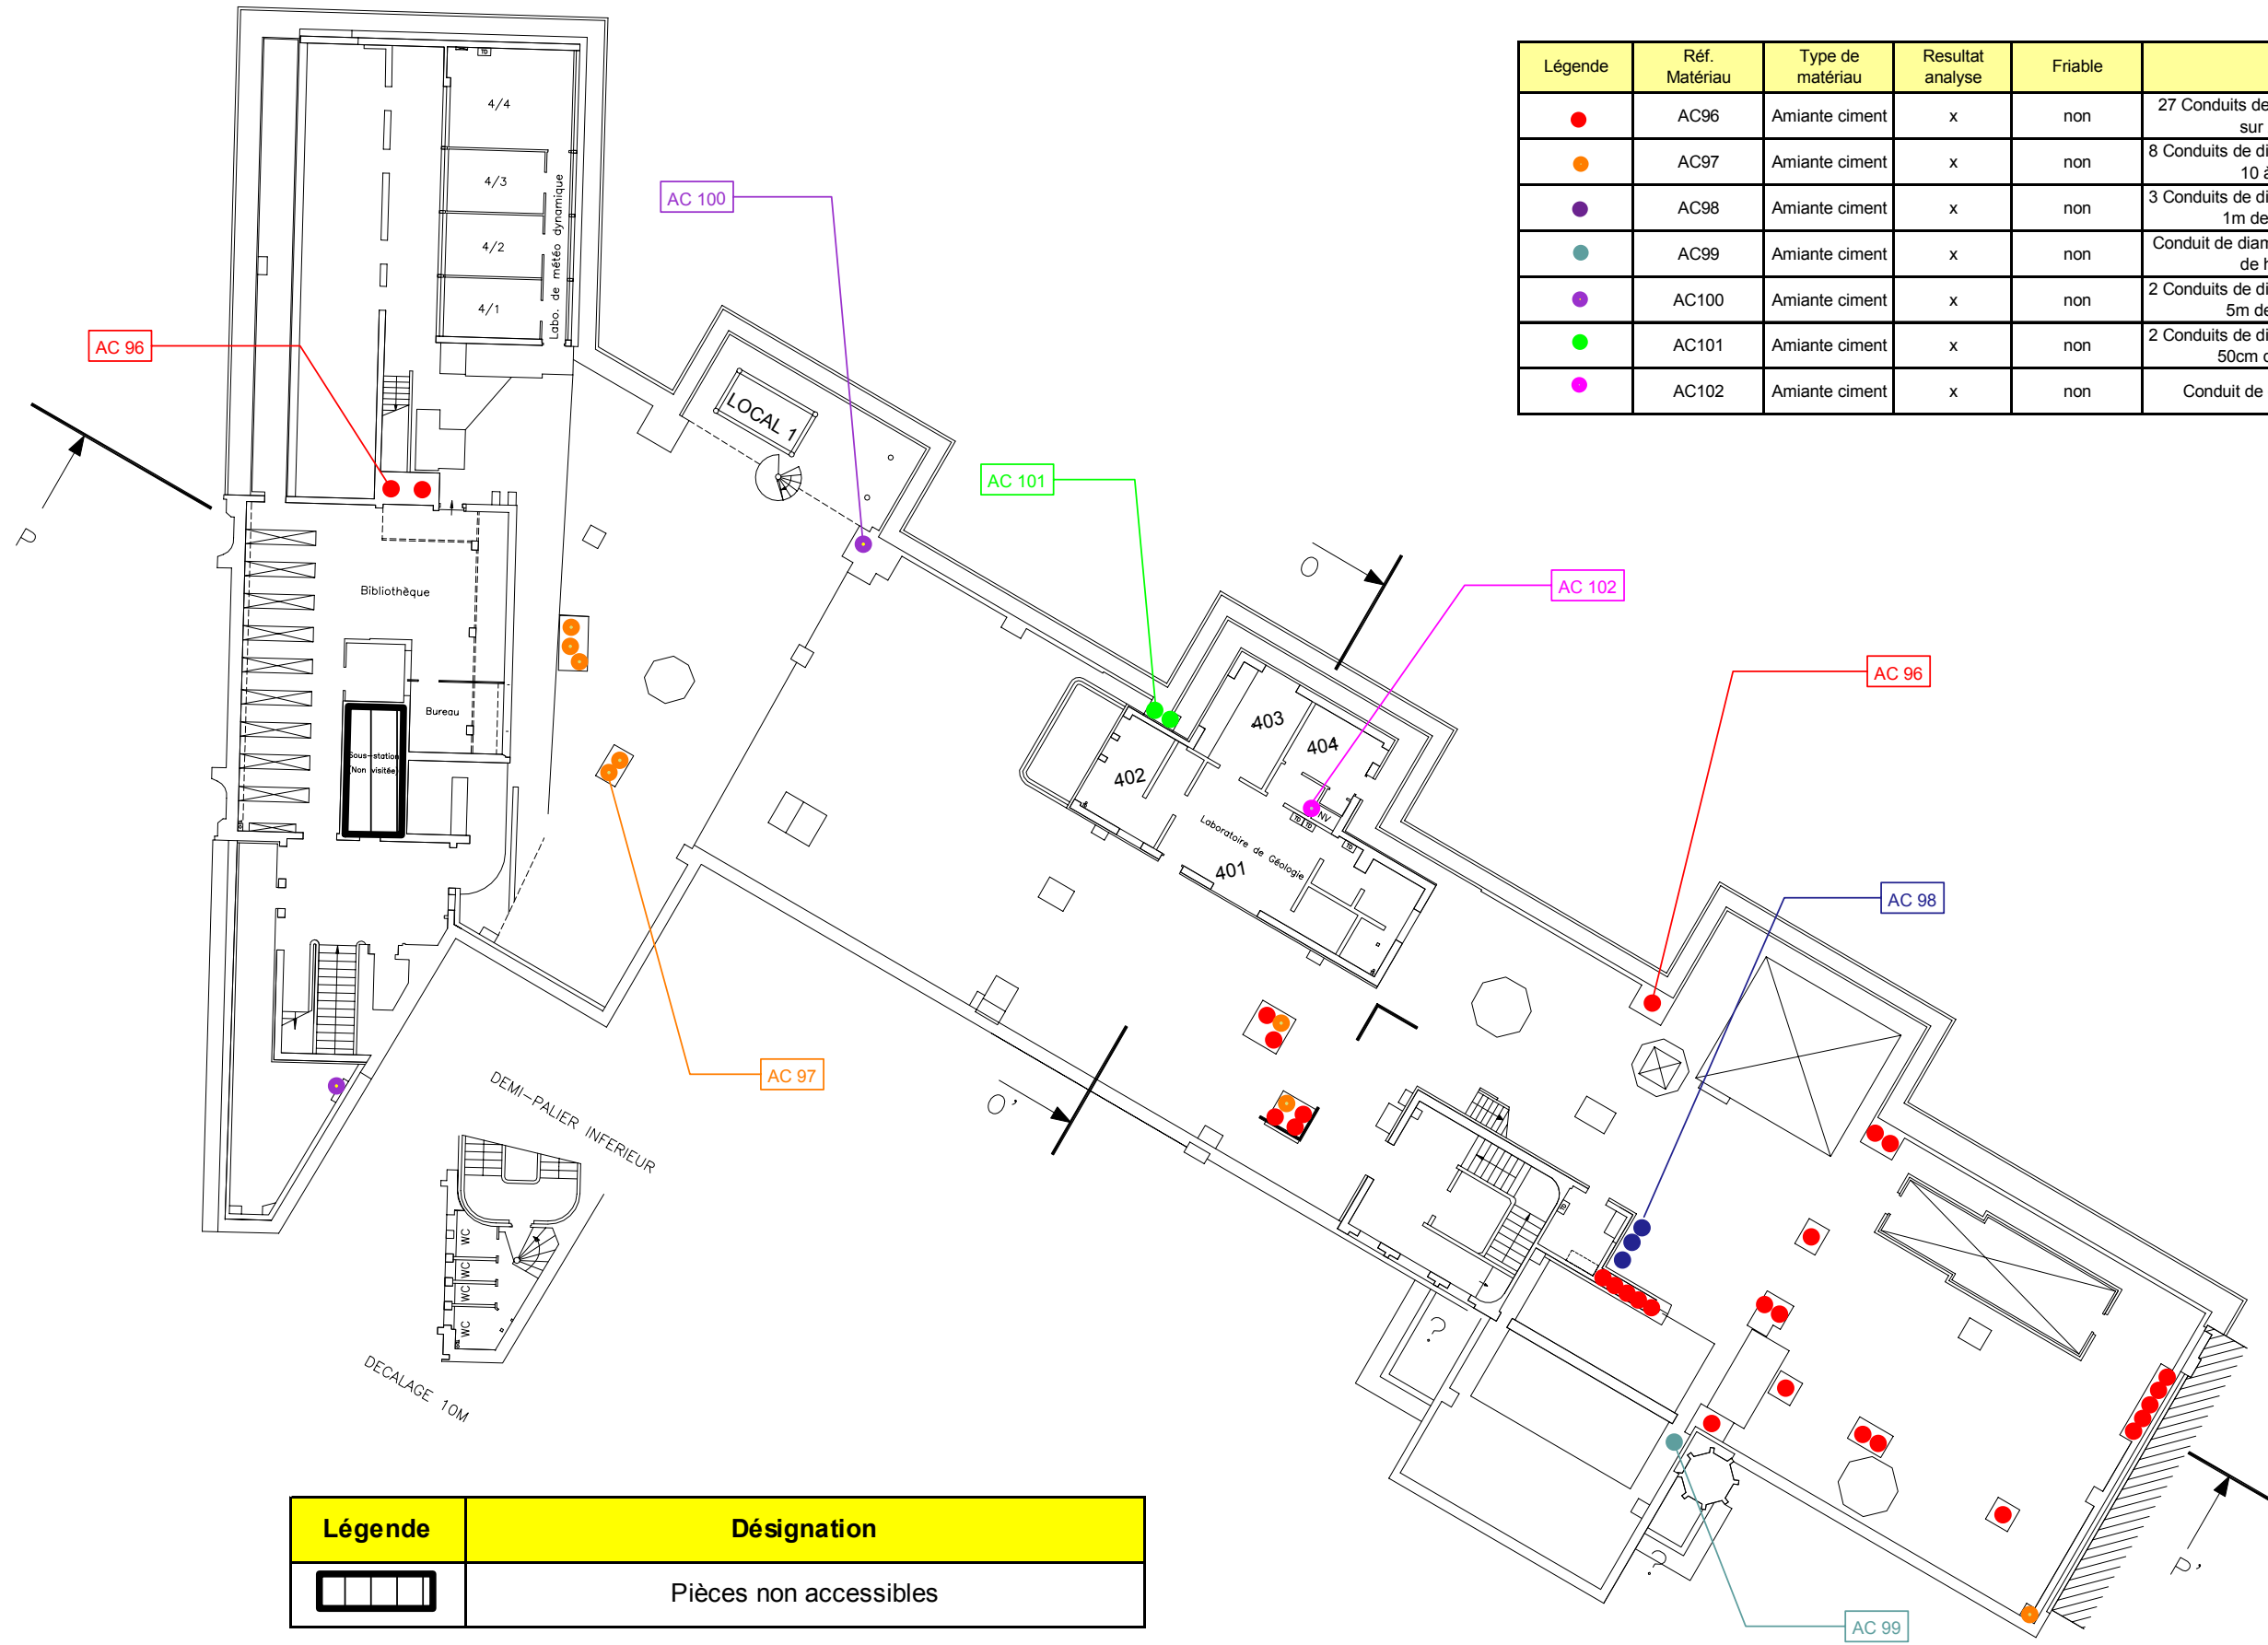 Légende
Réf.
Matériau
Type de
matériau
Resultat
analyse
Friable
AC96 Amiante ciment x non 27 Conduits de
sur
AC97 Amiante ciment x non 8 Conduits de di
10 à
AC98 Amiante ciment x non 3 Conduits de di
1m de
AC99 Amiante ciment x non Conduit de diam
de h
AC100 Amiante ciment x non 2 Conduits de di
5m de
AC101 Amiante ciment x non 2 Conduits de di
50cm
AC102 Amiante ciment x non Conduit de
TD
4/4
4/3
4/2
4/1
Labo. de météo dynamique
AC 100
AC 96
LOCAL 1
P
AC 101
O
AC 102
Bibliothèque
Bureau
Sous-station
(Non visitée)
AC 96
403
404
402
NV
TD
TD
TD
Laboratoire de Géologie
401
AC 98
AC 97
O'
DEMI-PALIER INFERIEUR
WC
WC
WC
WC
DECALAGE 10M
TD
?
?
P'
AC 99
Légende Désignation
Pièces non accessibles